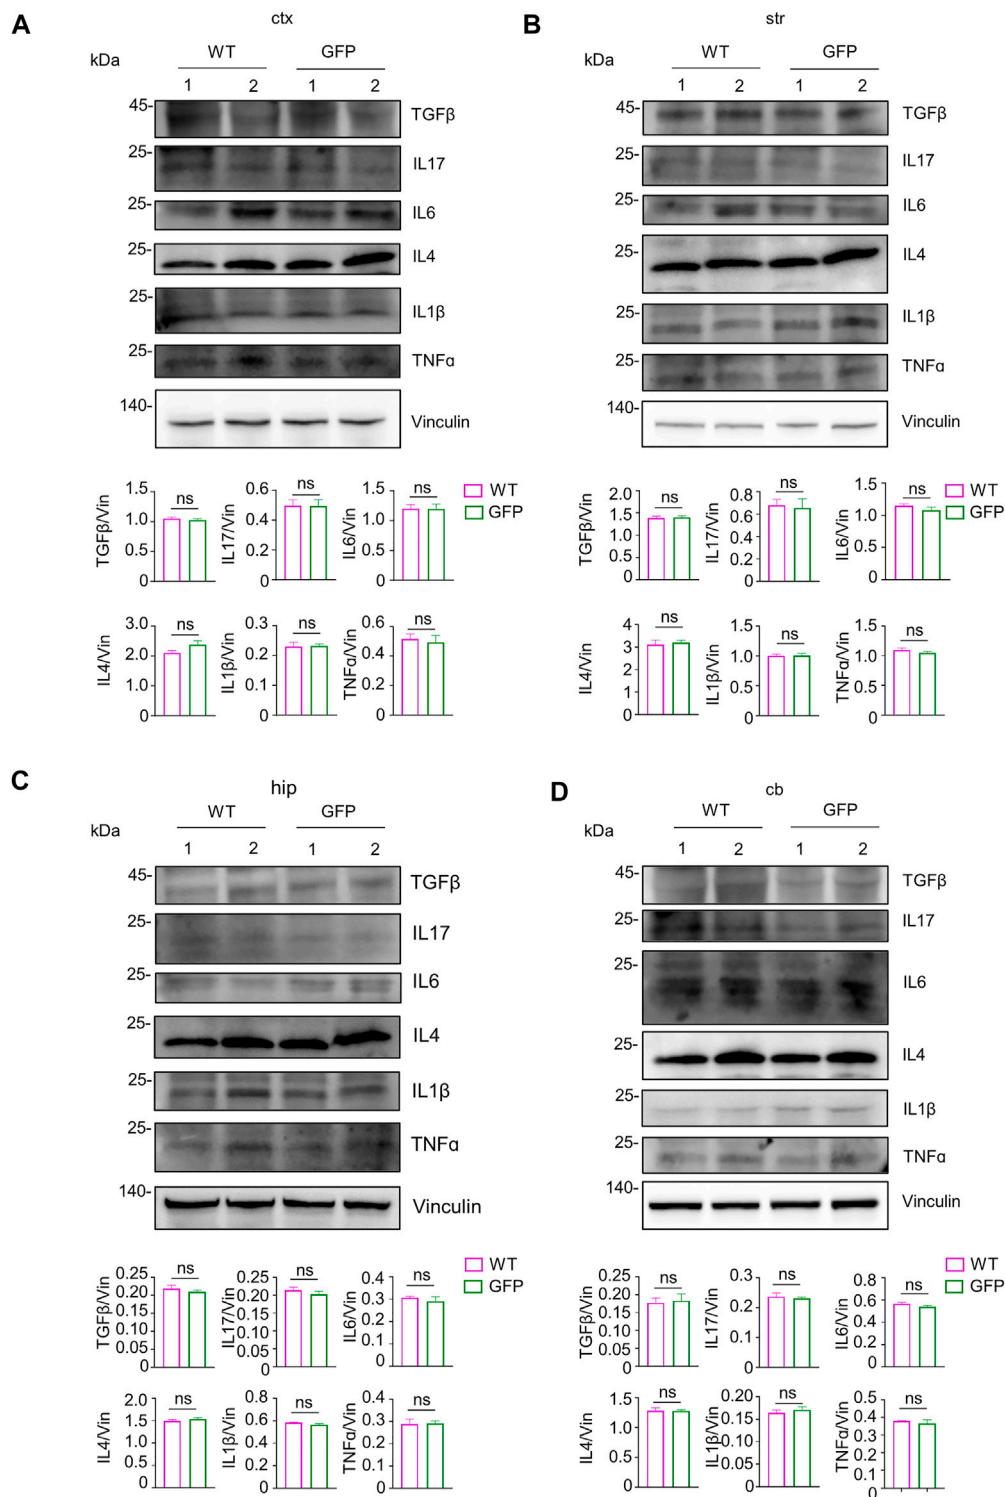 A
ctx
WT GFP
kDa
1 2 1 2
45- TGFβ
25- IL17
25- IL6
25- IL4
25- IL1β
25- TNFɑ
140- Vinculin
TGFβ/Vin
1.5
1.0
0.5
0
ns
IL17/Vin
0.6
0.4
0.2
0
ns
IL6/Vin
1.5
1.0
0.5
0
ns
WT
GFP
IL4/Vin
3.0
2.0
1.0
0
ns
IL1β/Vin
0.3
0.2
0.1
0
ns
TNFɑ/Vin
0.6
0.4
0.2
0
ns
B
str
WT GFP
kDa
1 2 1 2
45- TGFβ
25- IL17
25- IL6
25- IL4
25- IL1β
25- TNFɑ
140- Vinculin
TGFβ/Vin
2.0
1.5
1.0
0.5
0
ns
IL17/Vin
0.8
0.6
0.4
0.2
0
ns
IL6/Vin
1.5
1.0
0.5
0
ns
WT
GFP
IL4/Vin
4
3
2
1
0
ns
IL1β/Vin
1.5
1.0
0.5
0
ns
TNFɑ/Vin
1.5
1.0
0.5
0
ns
C
hip
WT GFP
kDa
1 2 1 2
45- TGFβ
25- IL17
25- IL6
25- IL4
25- IL1β
25- TNFɑ
140- Vinculin
TGFβ/Vin
0.25
0.20
0.15
0.10
0.05
0
ns
IL17/Vin
0.25
0.20
0.15
0.10
0.05
0
ns
IL6/Vin
0.4
0.3
0.2
0.1
0
ns
WT
GFP
IL4/Vin
2.0
1.5
1.0
0.5
0
ns
IL1β/Vin
0.8
0.6
0.4
0.2
0
ns
TNFɑ/Vin
0.4
0.3
0.2
0.1
0
ns
D
cb
WT GFP
kDa
1 2 1 2
45- TGFβ
25- IL17
25- IL6
25- IL4
25- IL1β
25- TNFɑ
140- Vinculin
TGFβ/Vin
0.25
0.20
0.15
0.10
0.05
0
ns
IL17/Vin
0.3
0.2
0.1
0
ns
IL6/Vin
0.8
0.6
0.4
0.2
0
ns
WT
GFP
IL4/Vin
1.5
1.0
0.5
0
ns
IL1β/Vin
0.20
0.15
0.10
0.05
0
ns
TNFɑ/Vin
0.5
0.4
0.3
0.2
0.1
0
ns